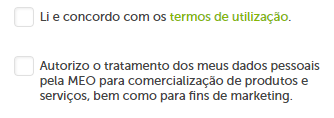 Li e concordo com os termos de utilização.
Autorizo o tratamento dos meus dados pessoais
pela MEO para comercialização de produtos e
serviços, bem como para fins de marketing.